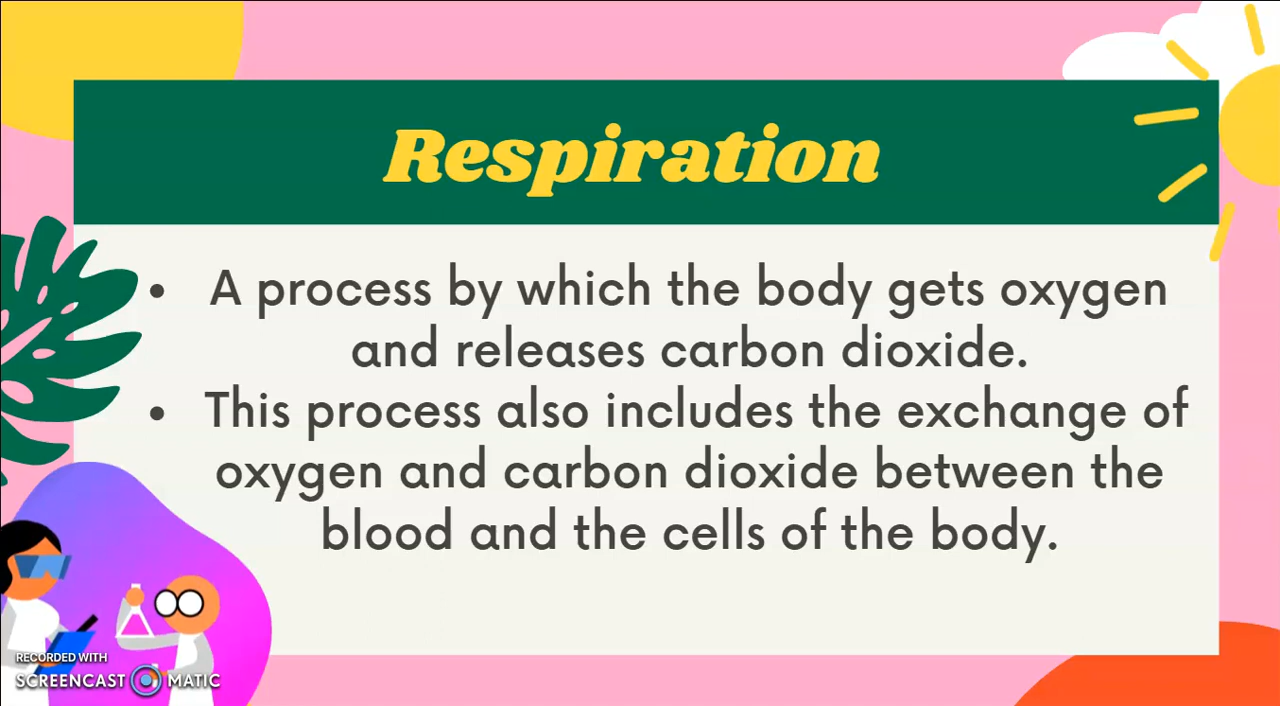 Respiration
• A process by which the body gets oxygen
and releases carbon dioxide.
• This process also includes the exchange of
oxygen and carbon dioxide between the
blood and the cells of the body.
RECORDED WITH
SCREENCAST MATIC